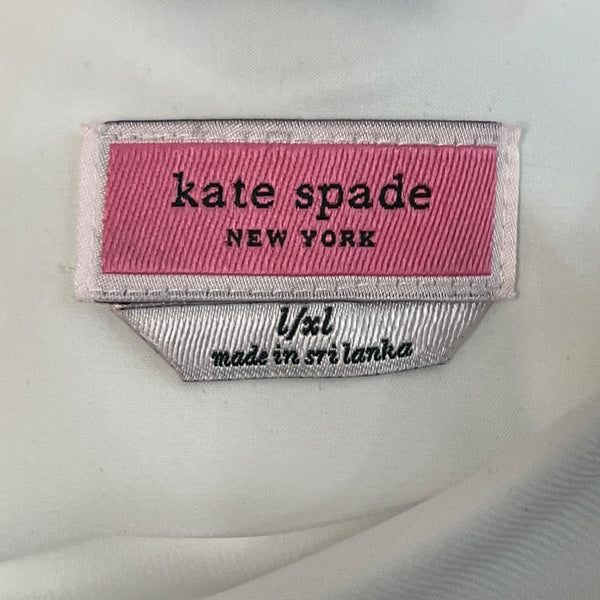 kate spade
NEW YORK
l/xl
made in sri lanka